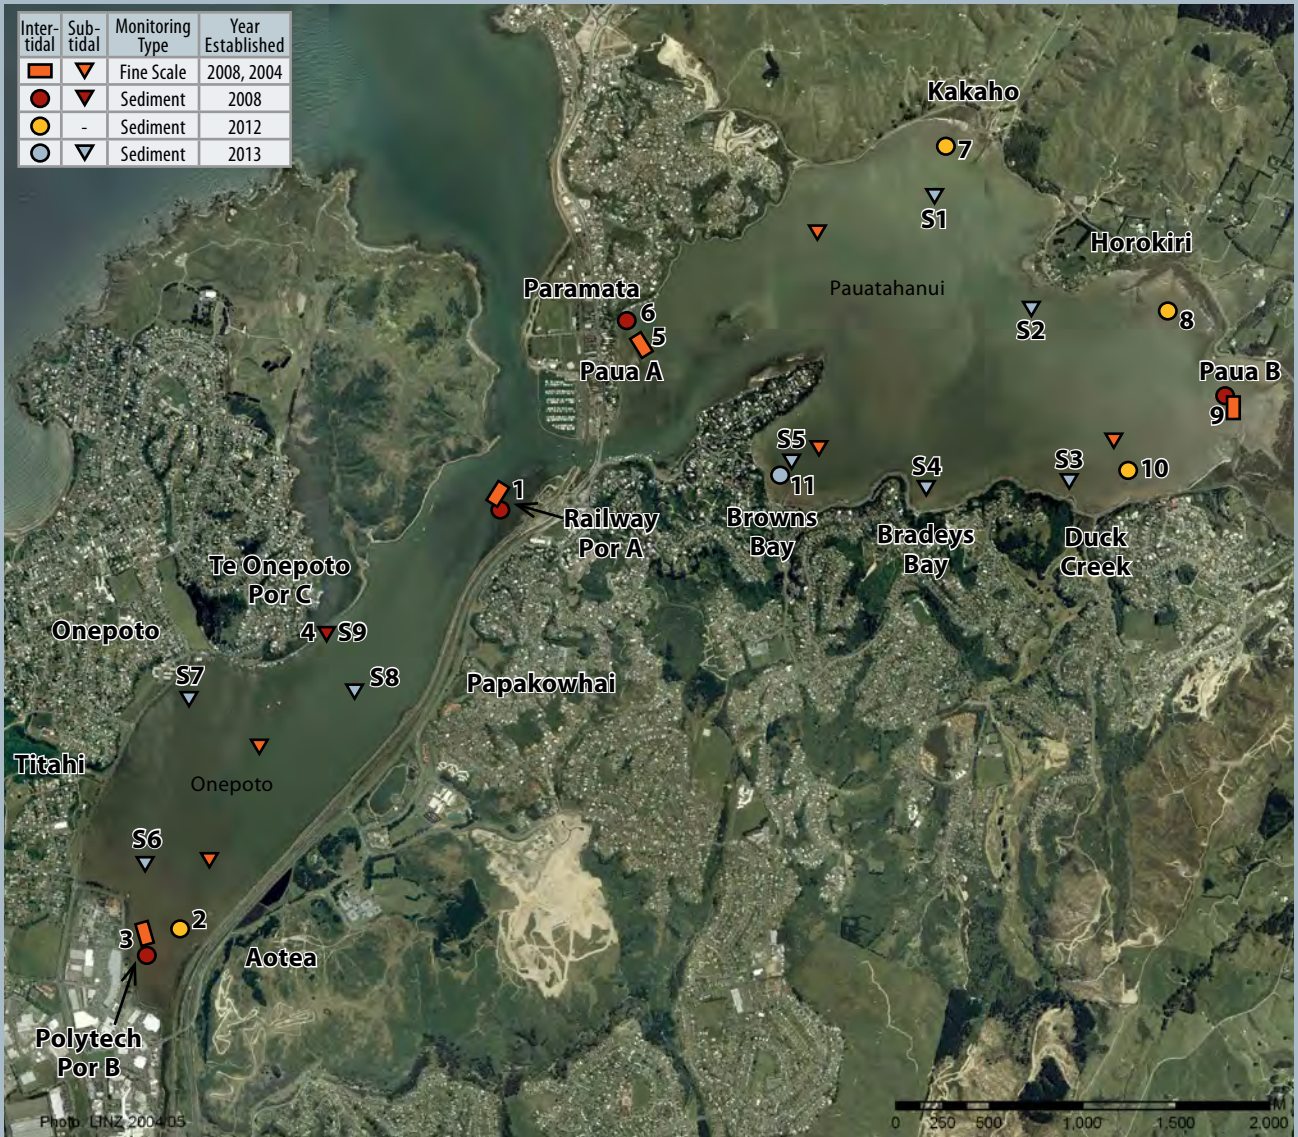 Inter-
tidal
Sub-
tidal
Monitoring
Type
Year
Established
Fine Scale
2008, 2004
Sediment
2008
-
Sediment
2012
Sediment
2013
Kakaho
7
S1
Horokiri
Paramata
Pauatahanui
6
5
S2
8
Paua A
Paua B
9
S5
S4
S3
10
11
1
Railway
Por A
Browns
Bay
Bradeys
Bay
Duck
Creek
Te Onepoto
Por C
Onepoto
4
S9
S7
S8
Papakowhai
Titahi
Onepoto
S6
2
3
Aotea
Polytech
Por B
Photo. LINZ 2004/05
M
0
250
500
1,000
1,500
2,000